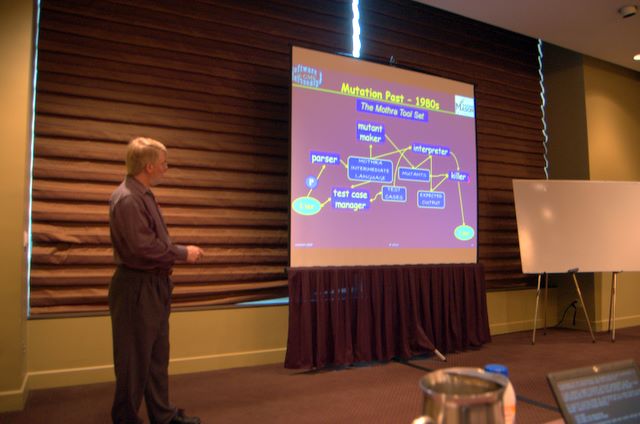 Mutation Past - 1980s
The Mothra Tool Set
mutant
maker
interpreter
parser
MOTHRA
INTERMEDIATE
LANGUAGE
MUTANTS
killer
P
test case
manager
TEST
CASES
EXPECTED
OUTPUT